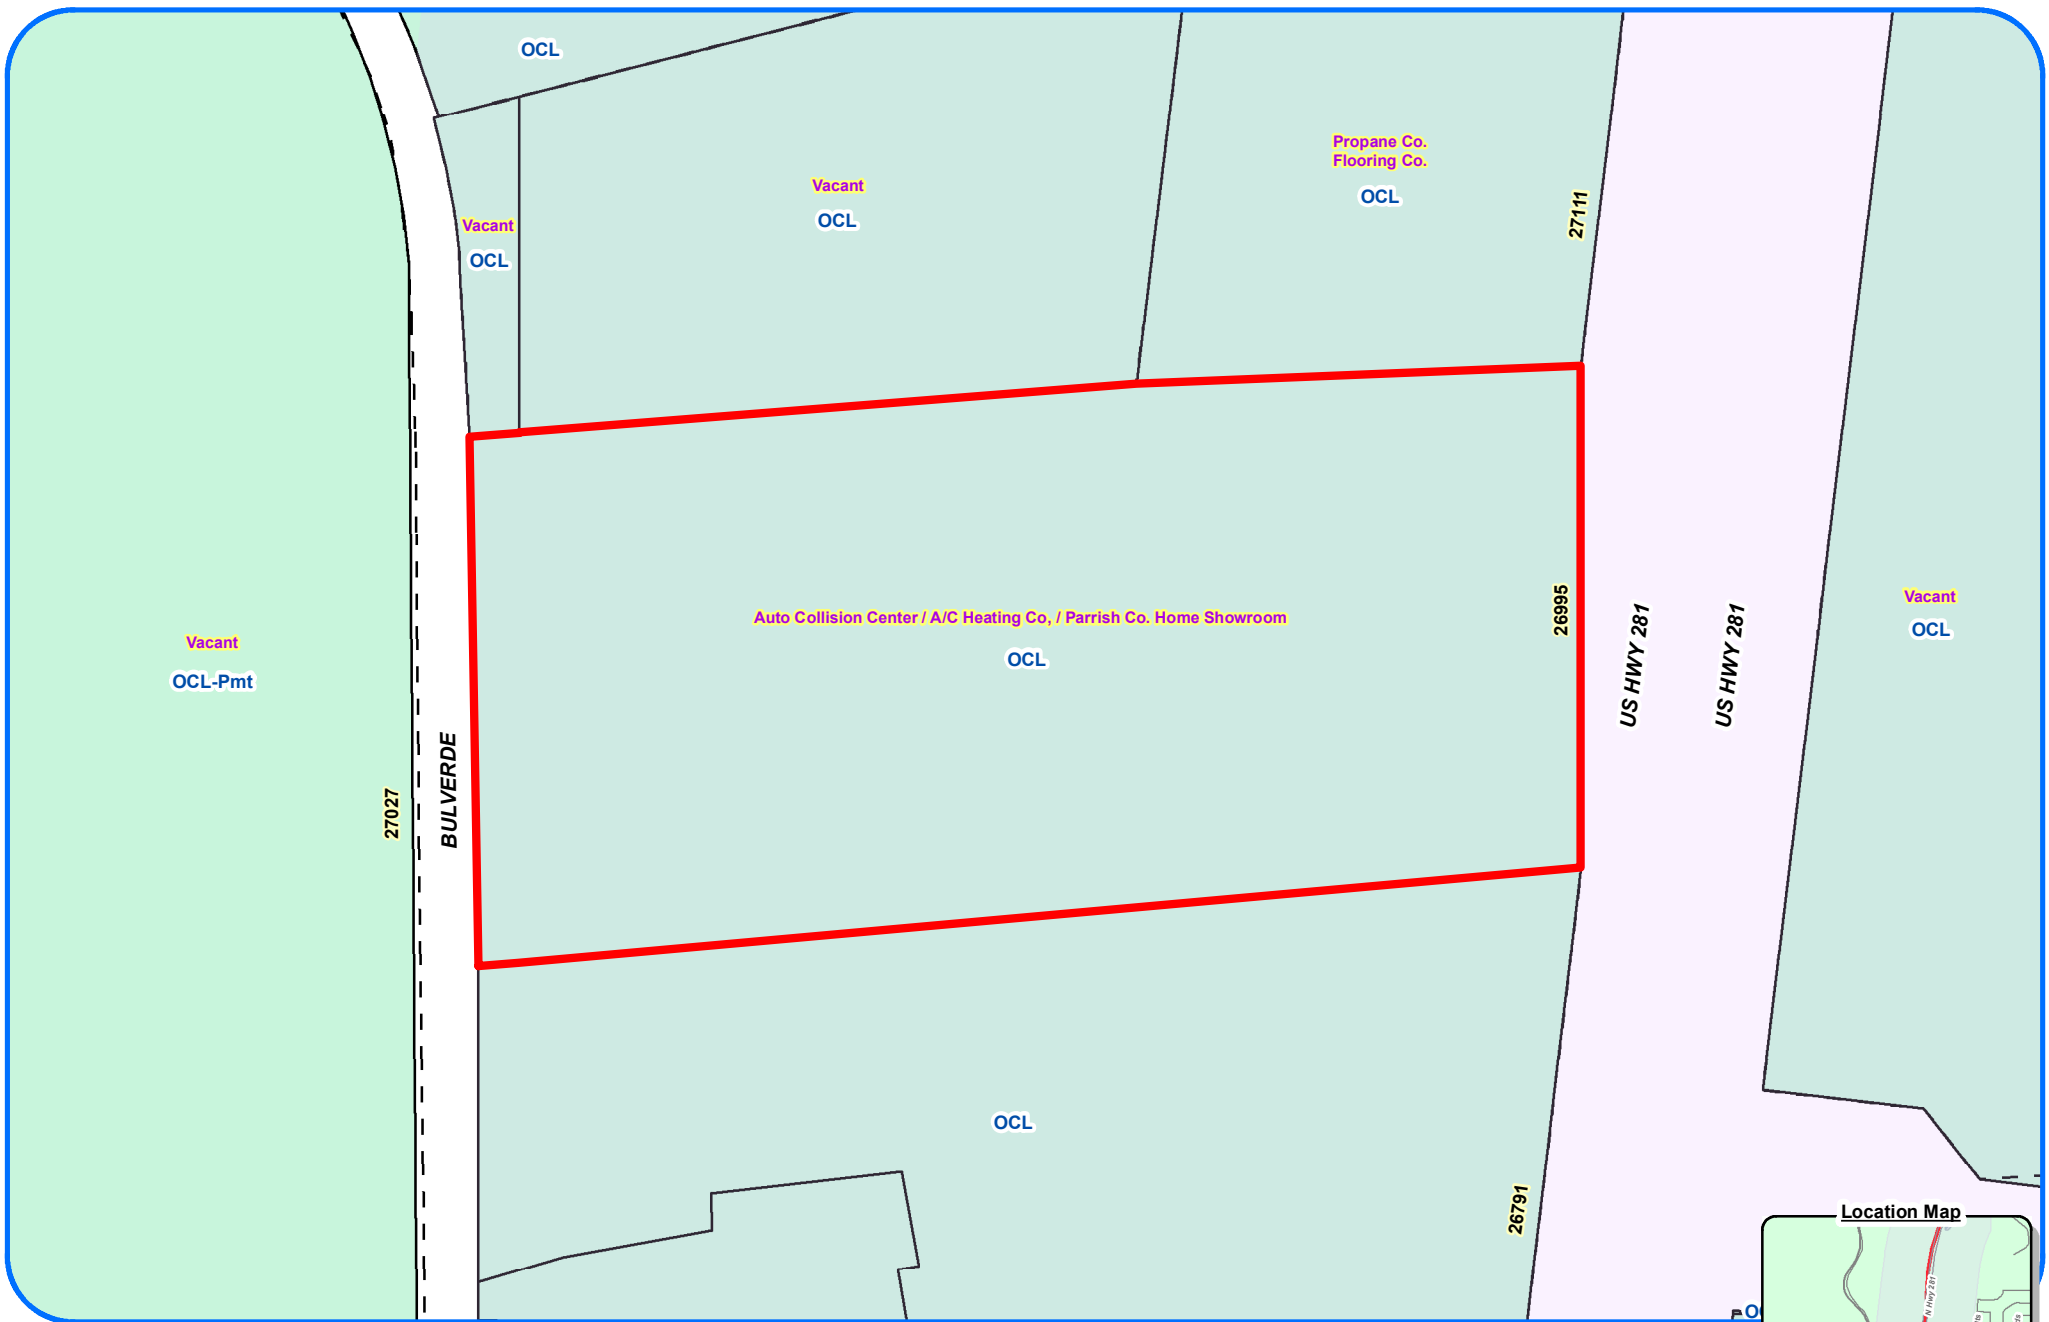 OCL
Propane Co.
Flooring Co.
OCL
Vacant
OCL
27111
Vacant
OCL
Auto Collision Center / A/C Heating Co, / Parrish Co. Home Showroom
OCL
26995
US HWY 281
US HWY 281
Vacant
OCL
Vacant
OCL-Pmt
27027
BULVERDE
OCL
26791
Location Map
N Hwy 281